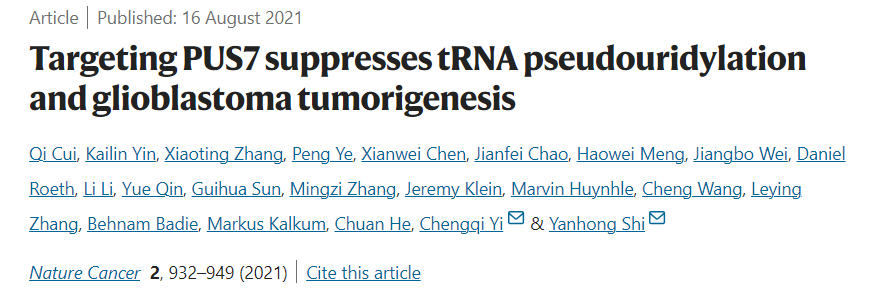 Article | Published: 16 August 2021
Targeting PUS7 suppresses tRNA pseudouridylation
and glioblastoma tumorigenesis
Qi Cui, Kailin Yin, Xiaoting Zhang, Peng Ye, Xianwei Chen, Jianfei Chao, Haowei Meng, Jiangbo Wei, Daniel
Roeth, Li Li, Yue Qin, Guihua Sun, Mingzi Zhang, Jeremy Klein, Marvin Huynhle, Cheng Wang, Leying
Zhang, Behnam Badie, Markus Kalkum, Chuan He, Chengqi Yi & Yanhong Shi
Nature Cancer 2, 932–949 (2021) | Cite this article